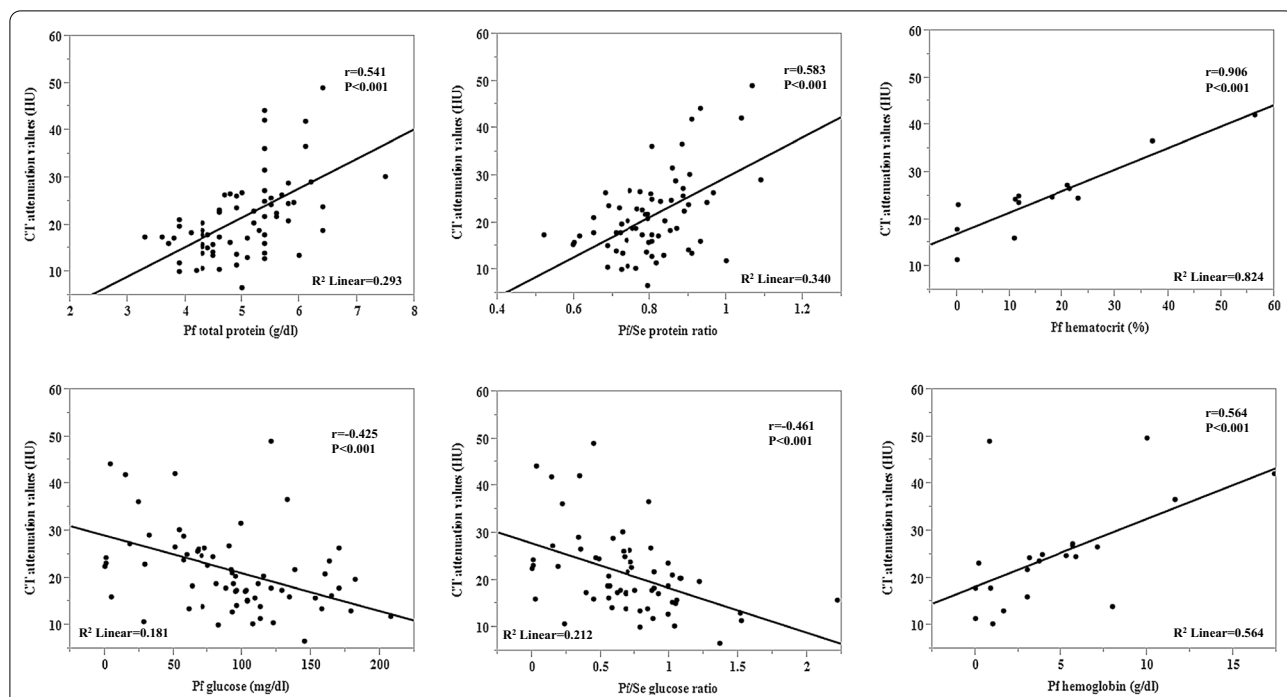 60
50
40
30
20
10
CT attenuation values (HU)
r=0.541
P<0.001
R² Linear=0.293
2 3 4 5 6 7 8
Pf total protein (g/dl)
60
50
40
30
20
10
CT attenuation values (HU)
r=0.583
P<0.001
R² Linear=0.340
0.4 0.6 0.8 1 1.2
Pf/Se protein ratio
60
50
40
30
20
10
0
CT attenuation values (HU)
r=0.906
P<0.001
R² Linear=0.824
0 10 20 30 40 50 60
Pf hematocrit (%)
60
50
40
30
20
10
CT attenuation values (HU)
r=-0.425
P<0.001
R² Linear=0.181
0 50 100 150 200
Pf glucose (mg/dl)
60
50
40
30
20
10
CT attenuation values (HU)
r=-0.461
P<0.001
R² Linear=0.212
0 0.5 1 1.5 2
Pf/Se glucose ratio
60
50
40
30
20
10
CT attenuation values (HU)
r=0.564
P<0.001
R² Linear=0.564
0 5 10 15
Pf hemoglobin (g/dl)